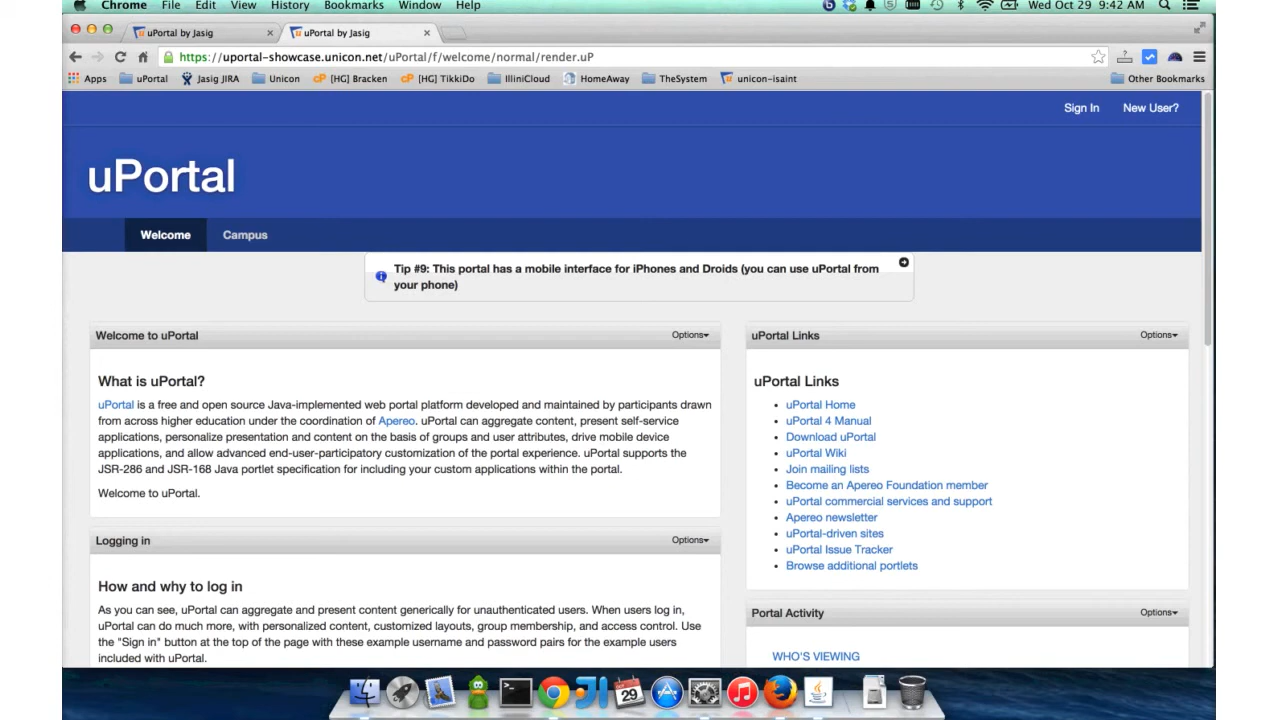 Chrome File Edit View History Bookmarks Window Help Wed Oct 29 9:42 AM
uPortal by Jasig × uPortal by Jasig ×
https://uportal-showcase.unicon.net/uPortal/f/welcome/normal/render.uP
Apps uPortal Jasig JIRA Unicon cP [HG] Bracken cP [HG] TikkiDo IlliniCloud HomeAway TheSystem unicon-isaint Other Bookmarks
Sign In New User?
uPortal
Welcome Campus
Tip #9: This portal has a mobile interface for iPhones and Droids (you can use uPortal from
your phone)
Welcome to uPortal Options
What is uPortal?
uPortal is a free and open source Java-implemented web portal platform developed and maintained by participants drawn
from across higher education under the coordination of Apereo. uPortal can aggregate content, present self-service
applications, personalize presentation and content on the basis of groups and user attributes, drive mobile device
applications, and allow advanced end-user-participatory customization of the portal experience. uPortal supports the
JSR-286 and JSR-168 Java portlet specification for including your custom applications within the portal.
Welcome to uPortal.
Logging in Options
How and why to log in
As you can see, uPortal can aggregate and present content generically for unauthenticated users. When users log in,
uPortal can do much more, with personalized content, customized layouts, group membership, and access control. Use
the "Sign in" button at the top of the page with these example username and password pairs for the example users
included with uPortal.
uPortal Links Options
uPortal Links
uPortal Home
uPortal 4 Manual
Download uPortal
uPortal Wiki
Join mailing lists
Become an Apereo Foundation member
uPortal commercial services and support
Apereo newsletter
uPortal-driven sites
uPortal Issue Tracker
Browse additional portlets
Portal Activity Options
WHO'S VIEWING
29